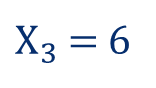 X₃ = 6